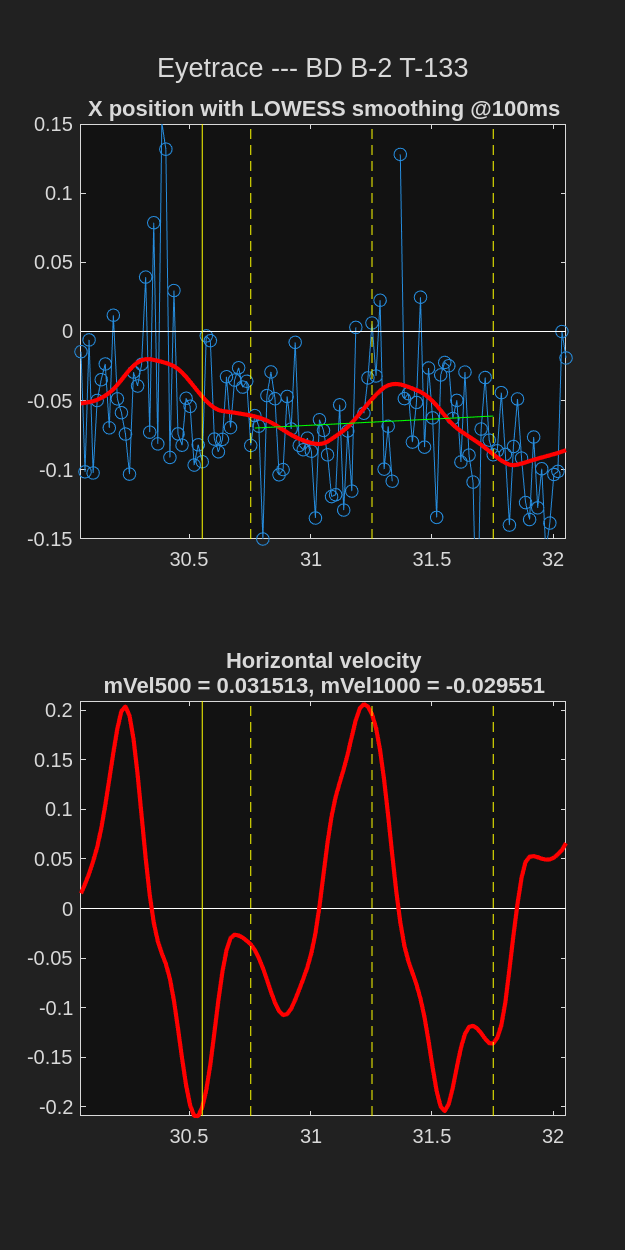 Eyetrace --- BD B-2 T-133
X position with LOWESS smoothing @100ms
0.15
0.1
0.05
0
-0.05
-0.1
-0.15
30.5 31 31.5 32
Horizontal velocity
mVel500 = 0.031513, mVel1000 = -0.029551
0.2
0.15
0.1
0.05
0
-0.05
-0.1
-0.15
-0.2
30.5 31 31.5 32